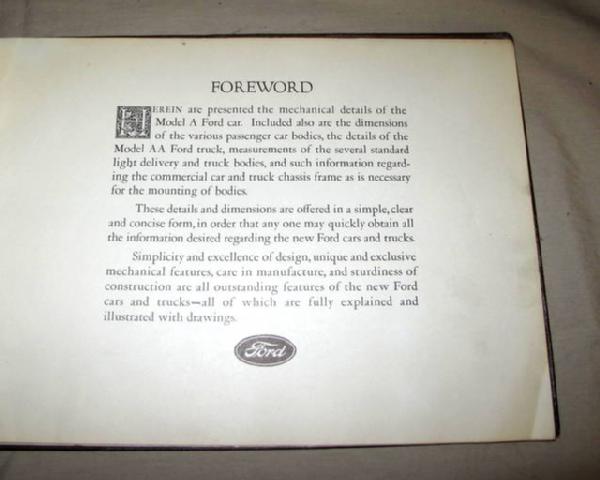 FOREWORD
HEREIN are presented the mechanical details of the
Model A Ford car. Included also are the dimensions
of the various passenger car bodies, the details of the
Model AA Ford truck, measurements of the several standard
light delivery and truck bodies, and such information regard-
ing the commercial car and truck chassis frame as is necessary
for the mounting of bodies.
These details and dimensions are offered in a simple, clear
and concise form, in order that any one may quickly obtain all
the information desired regarding the new Ford cars and trucks.
Simplicity and excellence of design, unique and exclusive
mechanical features, care in manufacture, and sturdiness of
construction are all outstanding features of the new Ford
cars and trucks—all of which are fully explained and
illustrated with drawings.
Ford